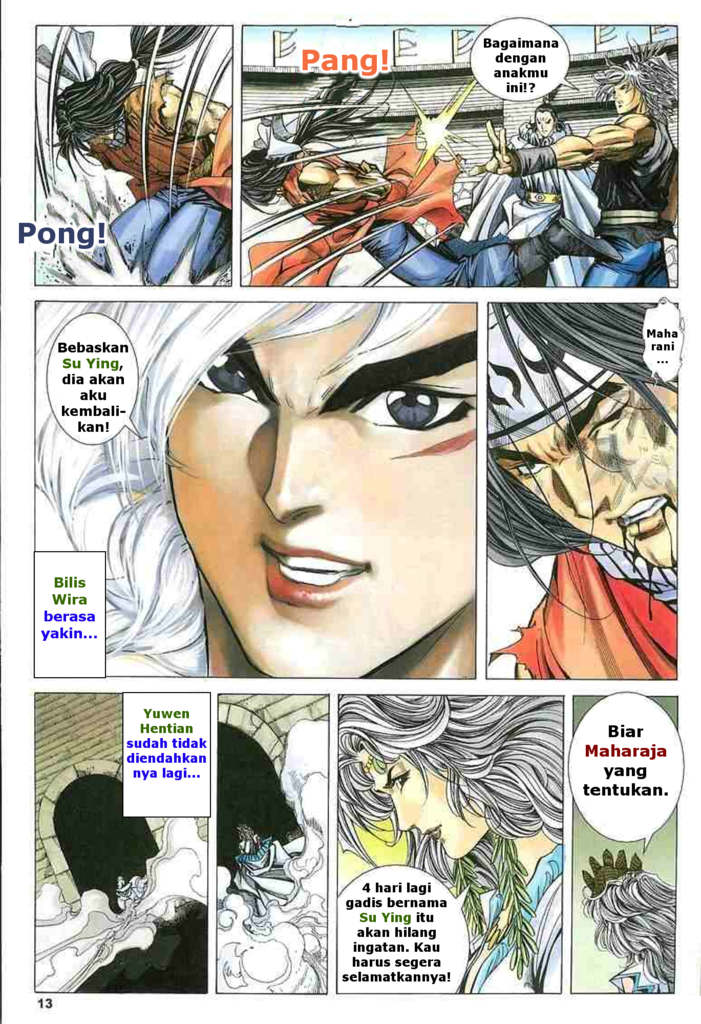 Pong!
Pang!
Bagaimana
dengan
anakmu
ini!?
Bebaskan
Su Ying,
dia akan
aku
kembali-
kan!
Bilis
Wira
berasa
yakin...
Maha
rani
...
Yuwen
Hentian
sudah tidak
diendahkan
nya lagi...
4 hari lagi
gadis bernama
Su Ying itu
akan hilang
ingatan. Kau
harus segera
selamatkannya!
Biar
Maharaja
yang
tentukan.
13